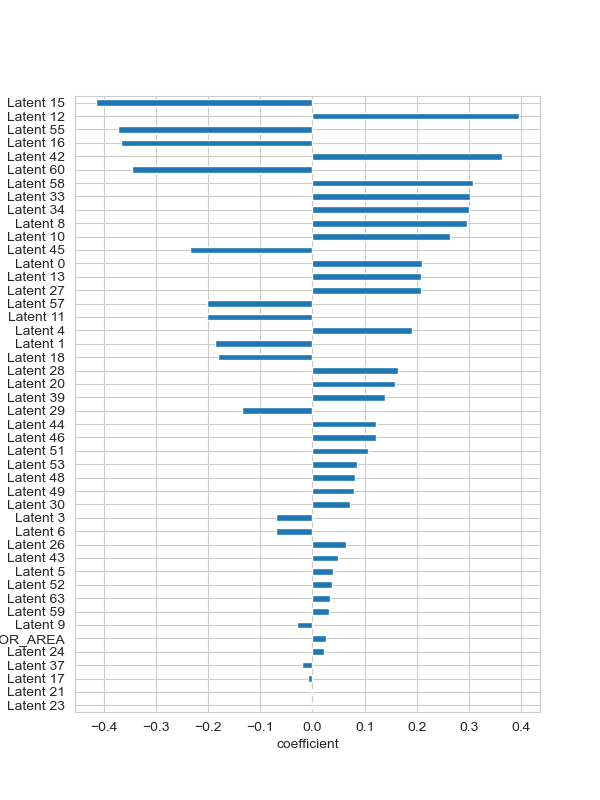 Latent 15
Latent 12
Latent 55
Latent 16
Latent 42
Latent 60
Latent 58
Latent 33
Latent 34
Latent 8
Latent 10
Latent 45
Latent 0
Latent 13
Latent 27
Latent 57
Latent 11
Latent 4
Latent 1
Latent 18
Latent 28
Latent 20
Latent 39
Latent 29
Latent 44
Latent 46
Latent 51
Latent 53
Latent 48
Latent 49
Latent 30
Latent 3
Latent 6
Latent 26
Latent 43
Latent 5
Latent 52
Latent 63
Latent 59
Latent 9
OR_AREA
Latent 24
Latent 37
Latent 17
Latent 21
Latent 23
−0.4 −0.3 −0.2 −0.1 0.0 0.1 0.2 0.3 0.4
coefficient